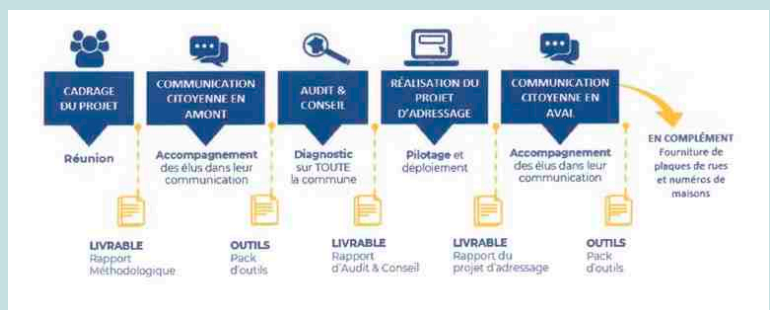 CADRAGE
DU PROJET
COMMUNICATION
CITOYENNE EN
AMONT
AUDIT &
CONSEIL
RÉALISATION DU
PROJET
D'ADRESSAGE
COMMUNICATION
CITOYENNE EN
AVAL
Réunion
Accompagnement
des élus dans leur
communication
Diagnostic
sur TOUTE
la commune
Pilotage et
déploiement
Accompagnement
des élus dans leur
communication
EN COMPLÉMENT
Fourniture de
plaques de rues
et numéros de
maisons
LIVRABLE
Rapport
Méthodologique
OUTILS
Pack
d'outils
LIVRABLE
Rapport
d'Audit & Conseil
LIVRABLE
Rapport du
projet d'adressage
OUTILS
Pack
d'outils